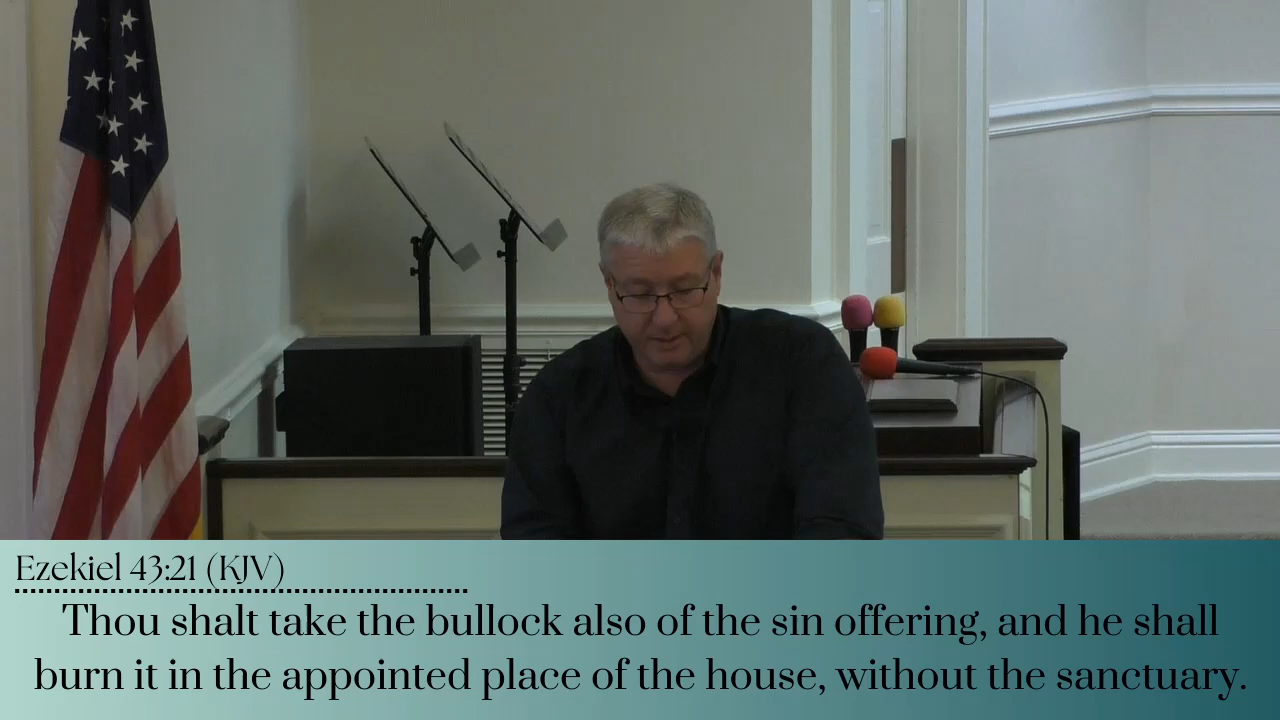 Ezekiel 43:21 (KJV)
Thou shalt take the bullock also of the sin offering, and he shall
burn it in the appointed place of the house, without the sanctuary.